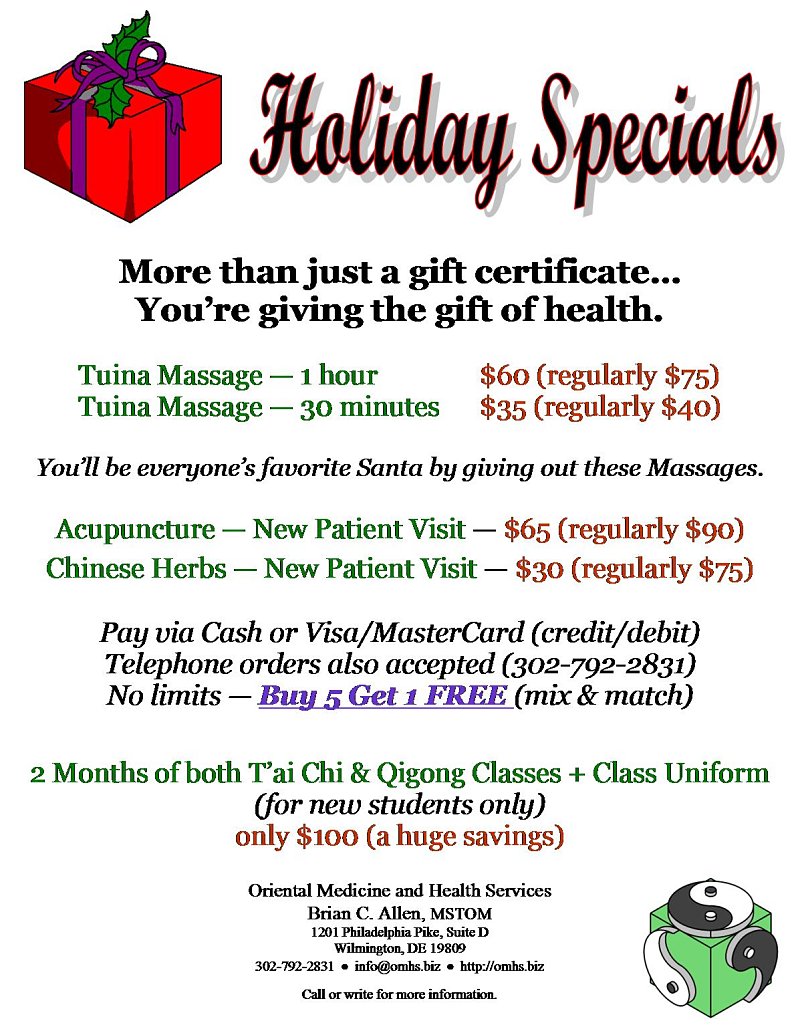 Holiday Specials
More than just a gift certificate...
You're giving the gift of health.
Tuina Massage — 1 hour $60 (regularly $75)
Tuina Massage — 30 minutes $35 (regularly $40)
You'll be everyone's favorite Santa by giving out these Massages.
Acupuncture — New Patient Visit — $65 (regularly $90)
Chinese Herbs — New Patient Visit — $30 (regularly $75)
Pay via Cash or Visa/MasterCard (credit/debit)
Telephone orders also accepted (302-792-2831)
No limits — Buy 5 Get 1 FREE (mix & match)
2 Months of both T'ai Chi & Qigong Classes + Class Uniform
(for new students only)
only $100 (a huge savings)
Oriental Medicine and Health Services
Brian C. Allen, MSTOM
1201 Philadelphia Pike, Suite D
Wilmington, DE 19809
302-792-2831 • info@omhs.biz • http://omhs.biz
Call or write for more information.